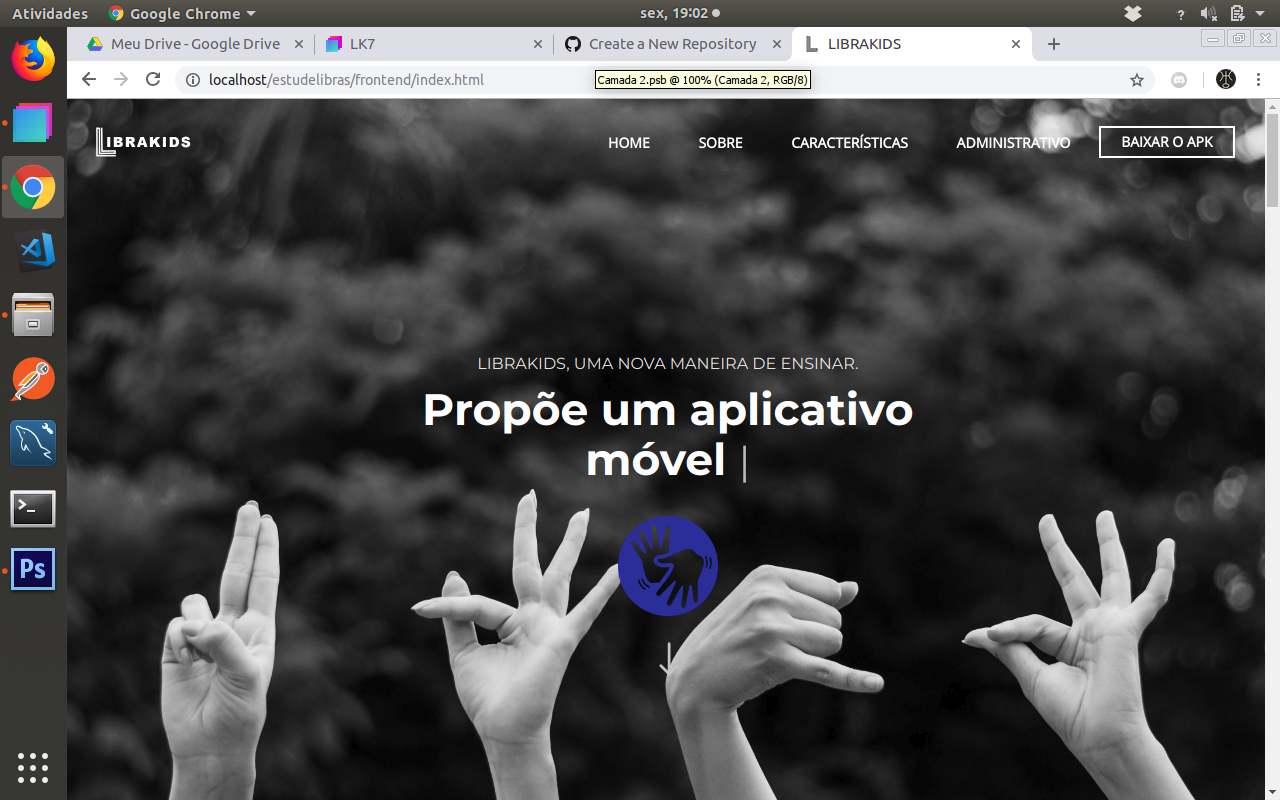 Atividades Google Chrome sex, 19:02 ?
Meu Drive - Google Drive LK7 Create a New Repository LIBRAKIDS
localhost/estudelibras/frontend/index.html
Camada 2.psb @ 100% (Camada 2, RGB/8)
LIBRAKIDS HOME SOBRE CARACTERÍSTICAS ADMINISTRATIVO BAIXAR O APK
LIBRAKIDS, UMA NOVA MANEIRA DE ENSINAR.
Propõe um aplicativo
móvel |
>_
Ps